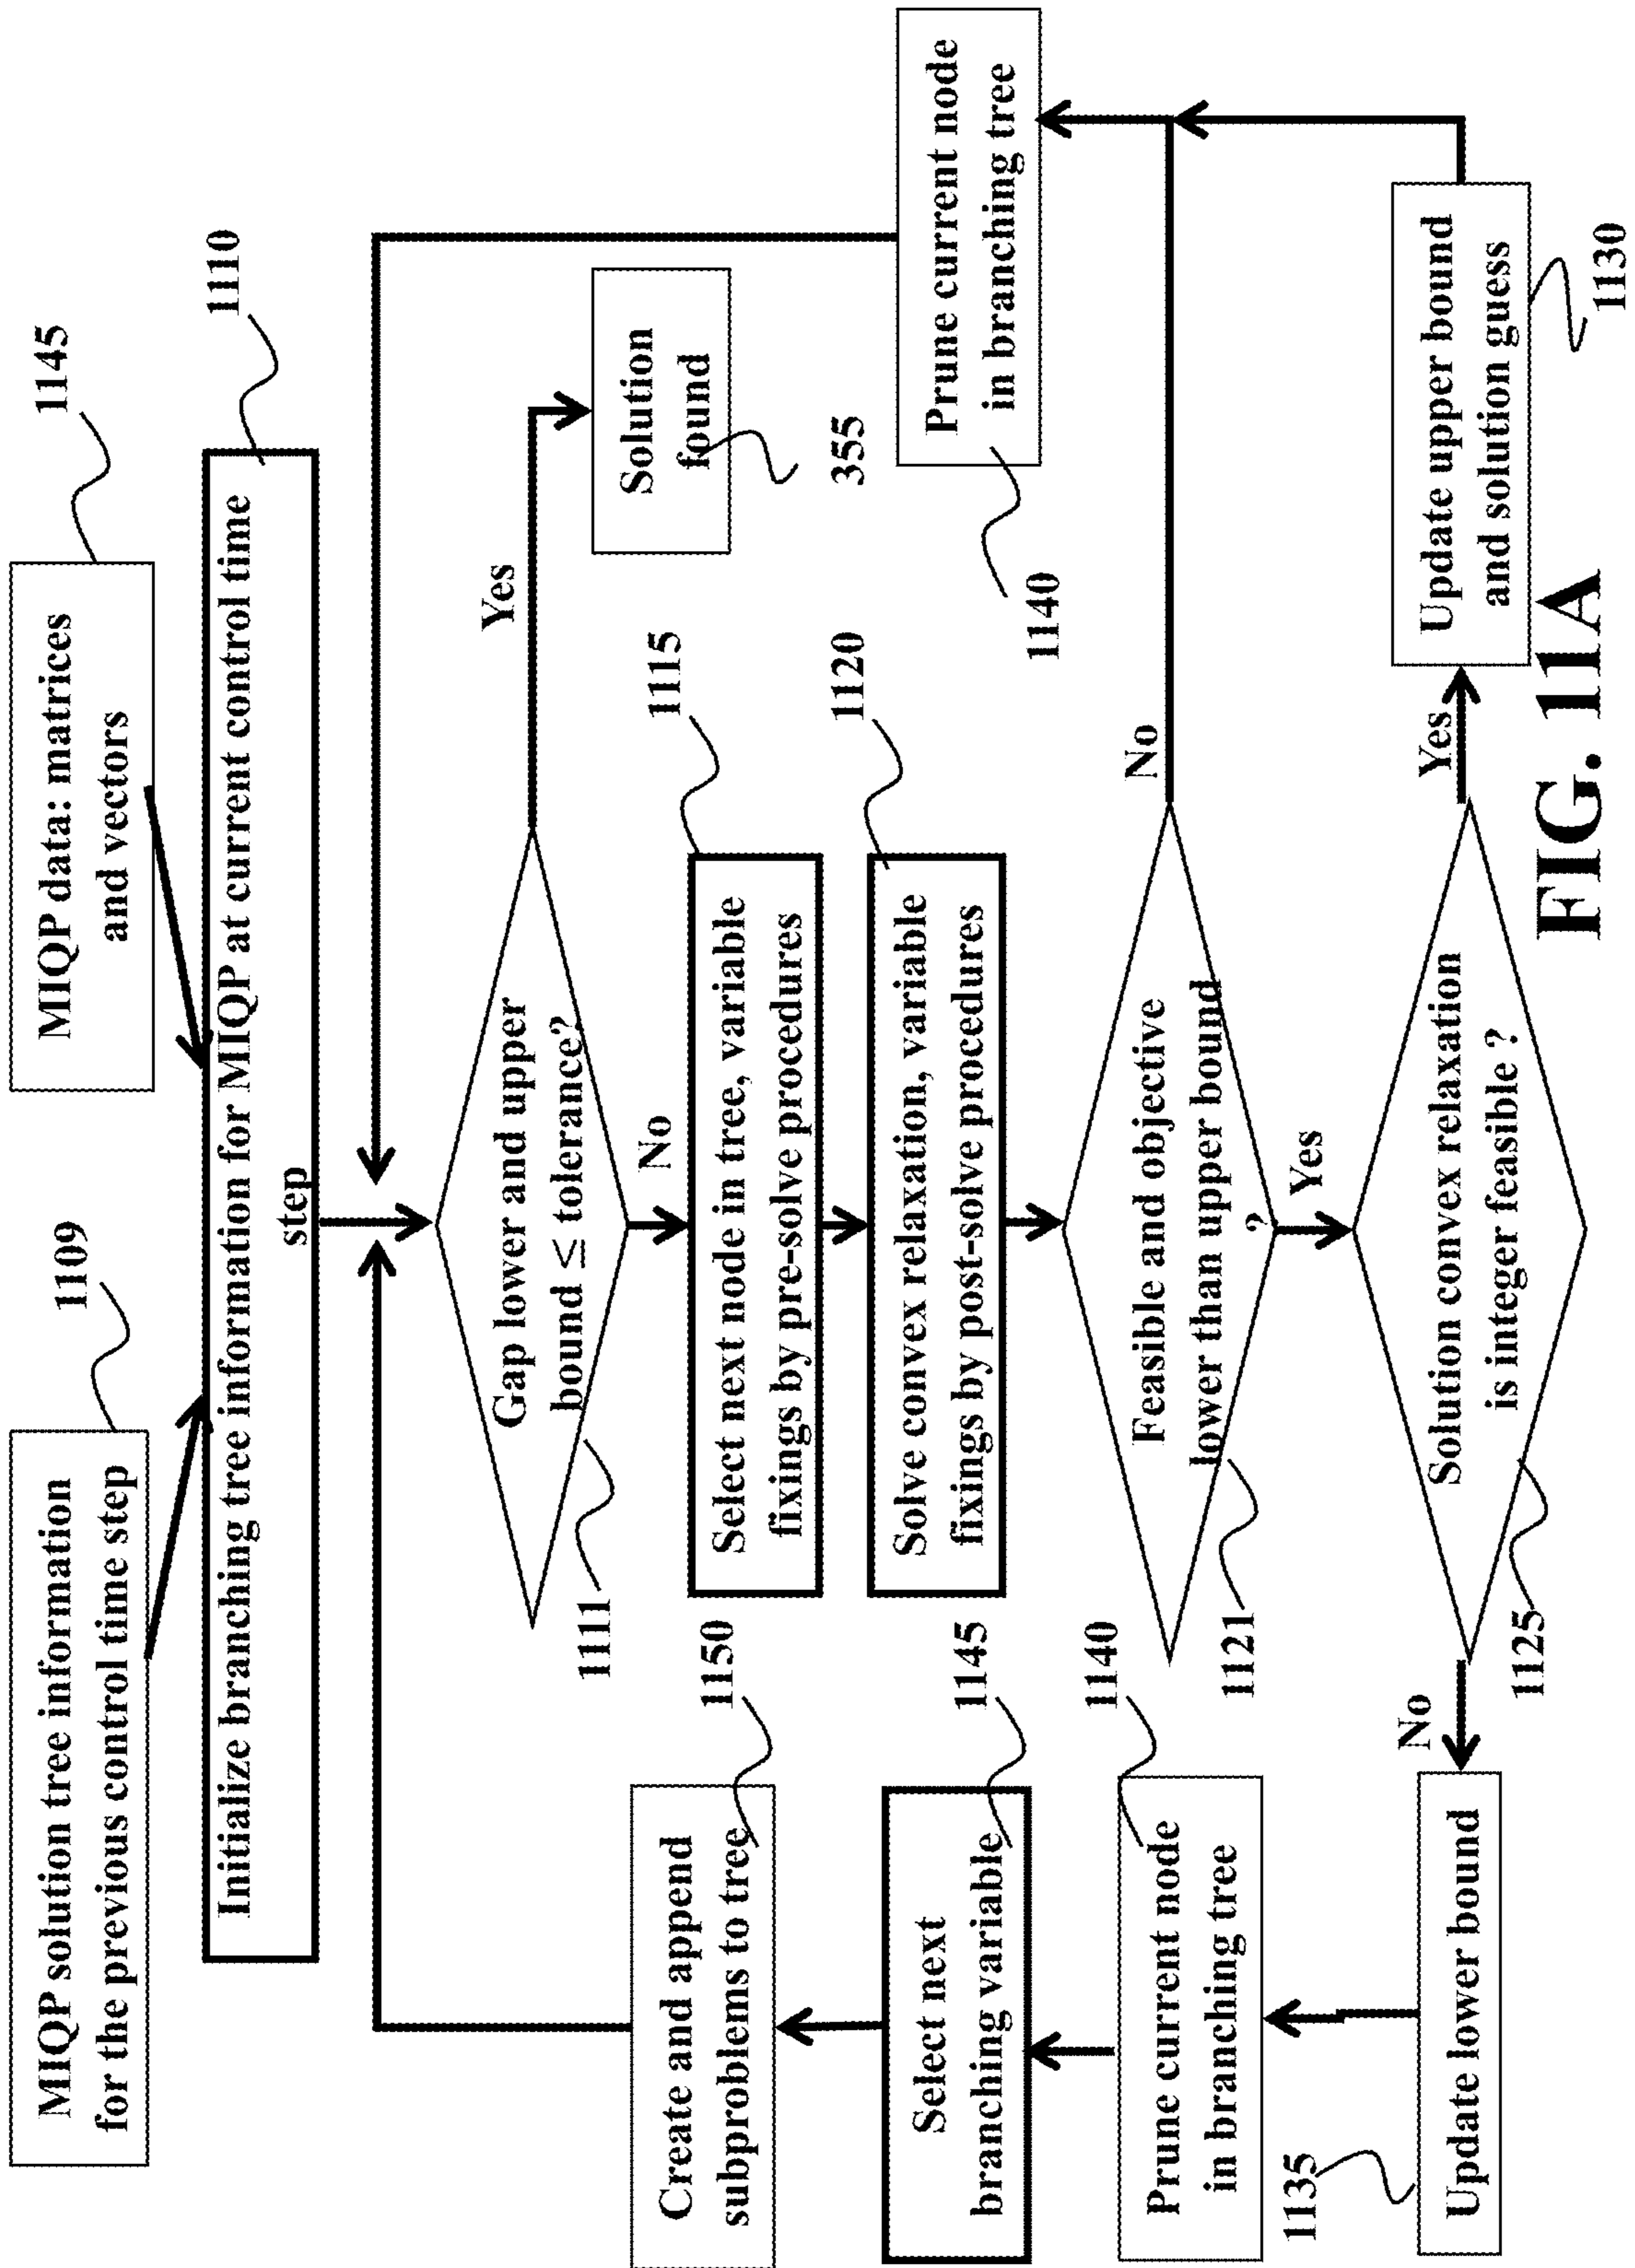 MIQP solution tree information
for the previous control time step
1109
MIQP data: matrices
and vectors
1145
Initialize branching tree information for MIQP at current control time
step
1110
Gap lower and upper
bound ≤ tolerance?
1111
Yes
Solution
found
355
No
Select next node in tree, variable
fixings by pre-solve procedures
1115
Solve convex relaxation, variable
fixings by post-solve procedures
1120
Feasible and objective
lower than upper bound
?
1121
No
Prune current node
in branching tree
1140
Yes
Solution convex relaxation
is integer feasible ?
1125
Yes
Update upper bound
and solution guess
1130
No
Update lower bound
1135
Prune current node
in branching tree
1140
Select next
branching variable
1145
Create and append
subproblems to tree
1150
FIG. 11A